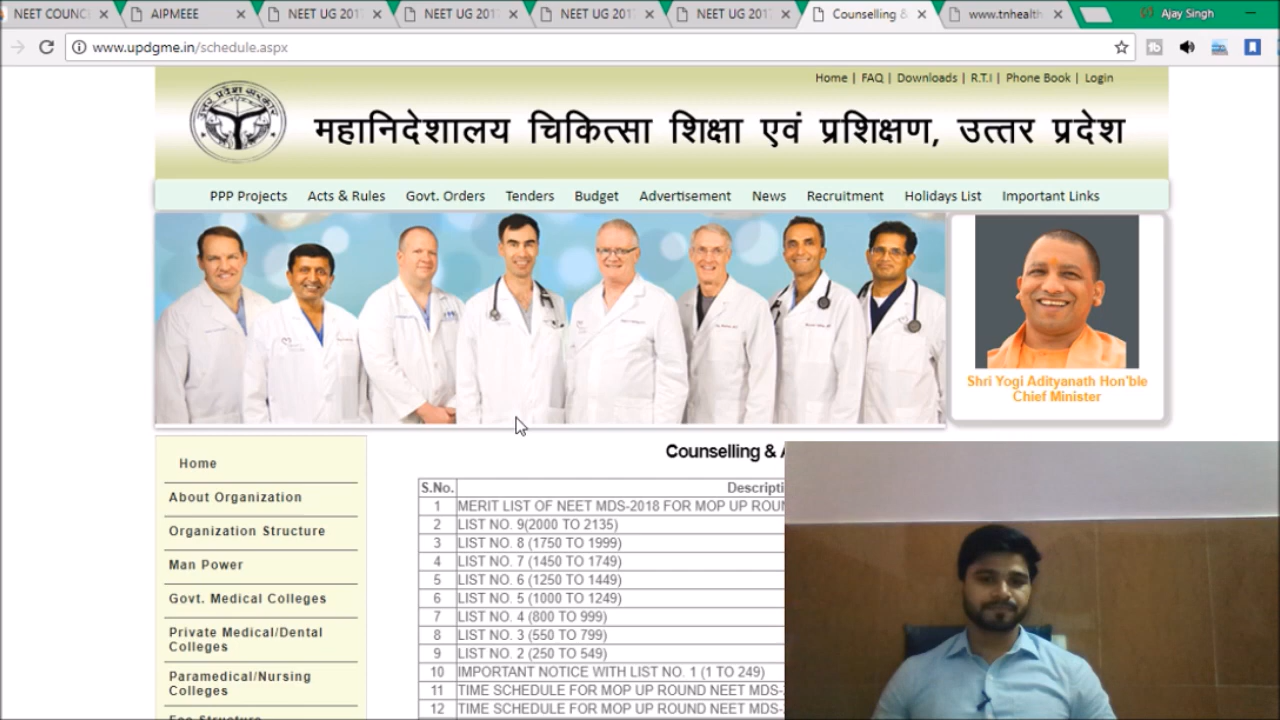 NEET COUNC
AIPMEEE
NEET UG 201
NEET UG 201
NEET UG 201
NEET UG 201
Counselling &
www.tnhealth
Ajay Singh
www.updgme.in/schedule.aspx
Home | FAQ | Downloads | R.T.I | Phone Book | Login
उत्तर प्रदेश सरकार
महानिदेशालय चिकित्सा शिक्षा एवं प्रशिक्षण, उत्तर प्रदेश
PPP Projects Acts & Rules Govt. Orders Tenders Budget Advertisement News Recruitment Holidays List Important Links
Shri Yogi Adityanath Hon'ble
Chief Minister
Home
About Organization
Organization Structure
Man Power
Govt. Medical Colleges
Private Medical/Dental
Colleges
Paramedical/Nursing
Colleges
Fee Structure
Counselling &
S.No. Descripti
1 MERIT LIST OF NEET MDS-2018 FOR MOP UP ROUN
2 LIST NO. 9(2000 TO 2135)
3 LIST NO. 8 (1750 TO 1999)
4 LIST NO. 7 (1450 TO 1749)
5 LIST NO. 6 (1250 TO 1449)
6 LIST NO. 5 (1000 TO 1249)
7 LIST NO. 4 (800 TO 999)
8 LIST NO. 3 (550 TO 799)
9 LIST NO. 2 (250 TO 549)
10 IMPORTANT NOTICE WITH LIST NO. 1 (1 TO 249)
11 TIME SCHEDULE FOR MOP UP ROUND NEET MDS-
12 TIME SCHEDULE FOR MOP UP ROUND NEET MDS-